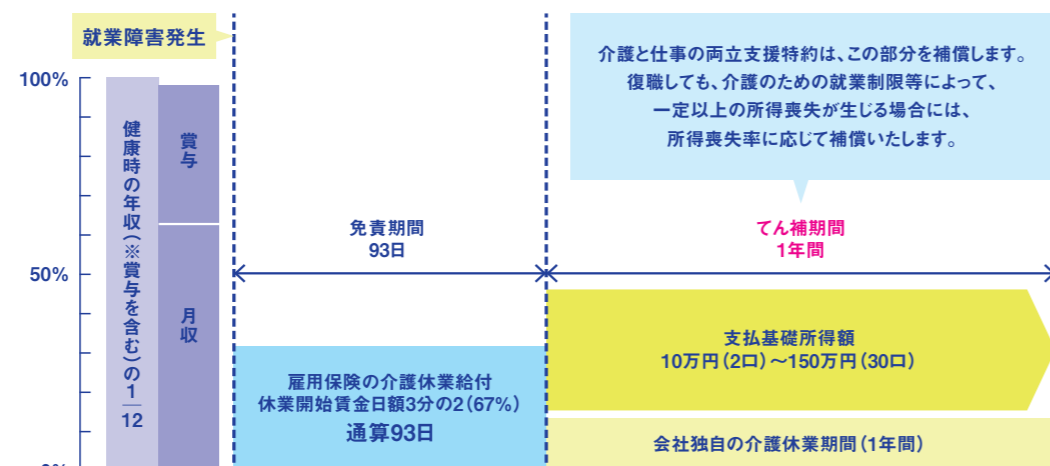 就業障害発生
介護と仕事の両立支援特約は、この部分を補償します。
復職しても、介護のための就業制限等によって、
一定以上の所得喪失が生じる場合には、
所得喪失率に応じて補償いたします。
100%
50%
0%
健康時の年収(※賞与を含む)の1/12
賞与
月収
免責期間
93日
てん補期間
1年間
雇用保険の介護休業給付
休業開始賃金日額3分の2(67%)
通算93日
支払基礎所得額
10万円(2口)〜150万円(30口)
会社独自の介護休業期間(1年間)